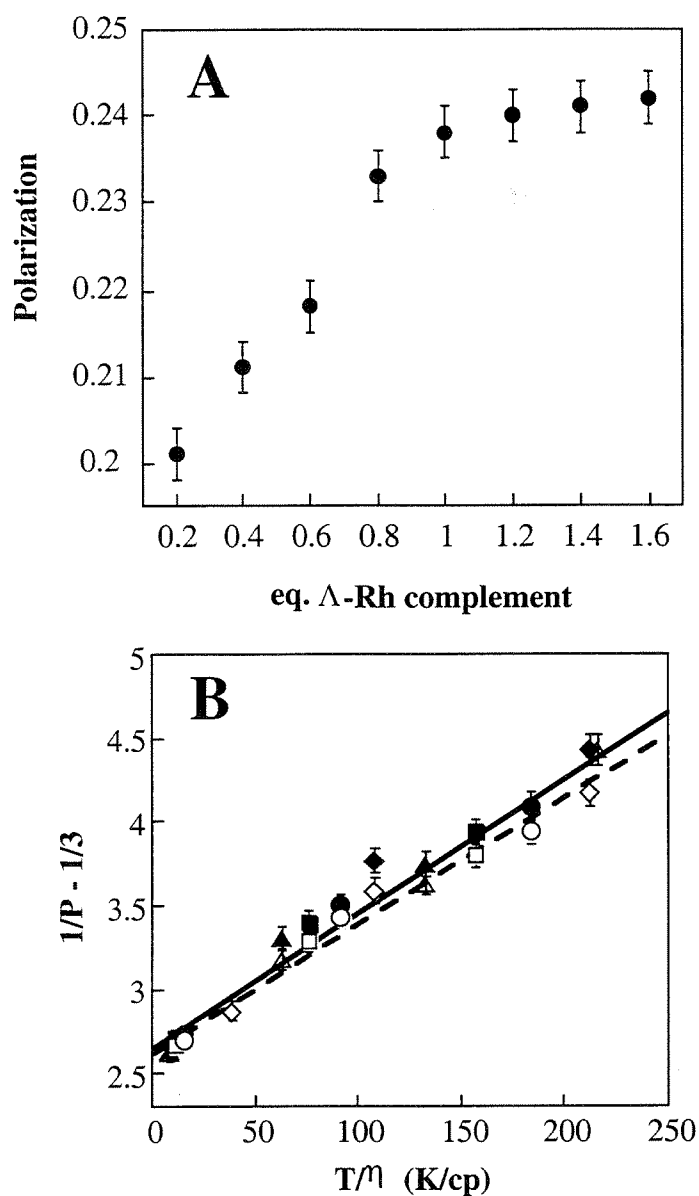 A
0.25
0.24
0.23
0.22
0.21
0.2
Polarization
0.2 0.4 0.6 0.8 1 1.2 1.4 1.6
eq. Λ-Rh complement
B
5
4.5
4
3.5
3
2.5
1/P - 1/3
0 50 100 150 200 250
T/η (K/cp)